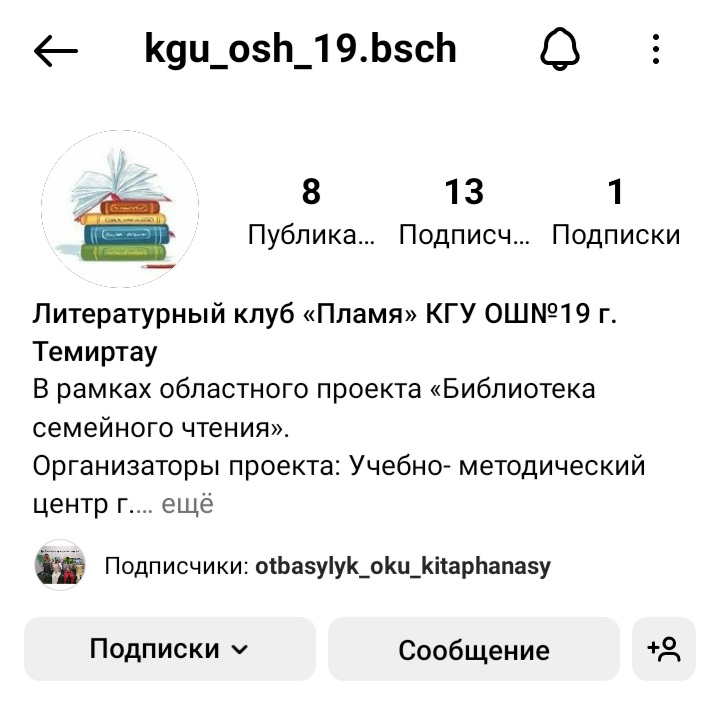 kgu_osh_19.bsch
8 13 1
Публика... Подписч... Подписки
Литературный клуб «Пламя» КГУ ОШ№19 г.
Темиртау
В рамках областного проекта «Библиотека
семейного чтения».
Организаторы проекта: Учебно- методический
центр г.... ещё
Подписчики: otbasylyk_oku_kitaphanasy
Подписки Сообщение